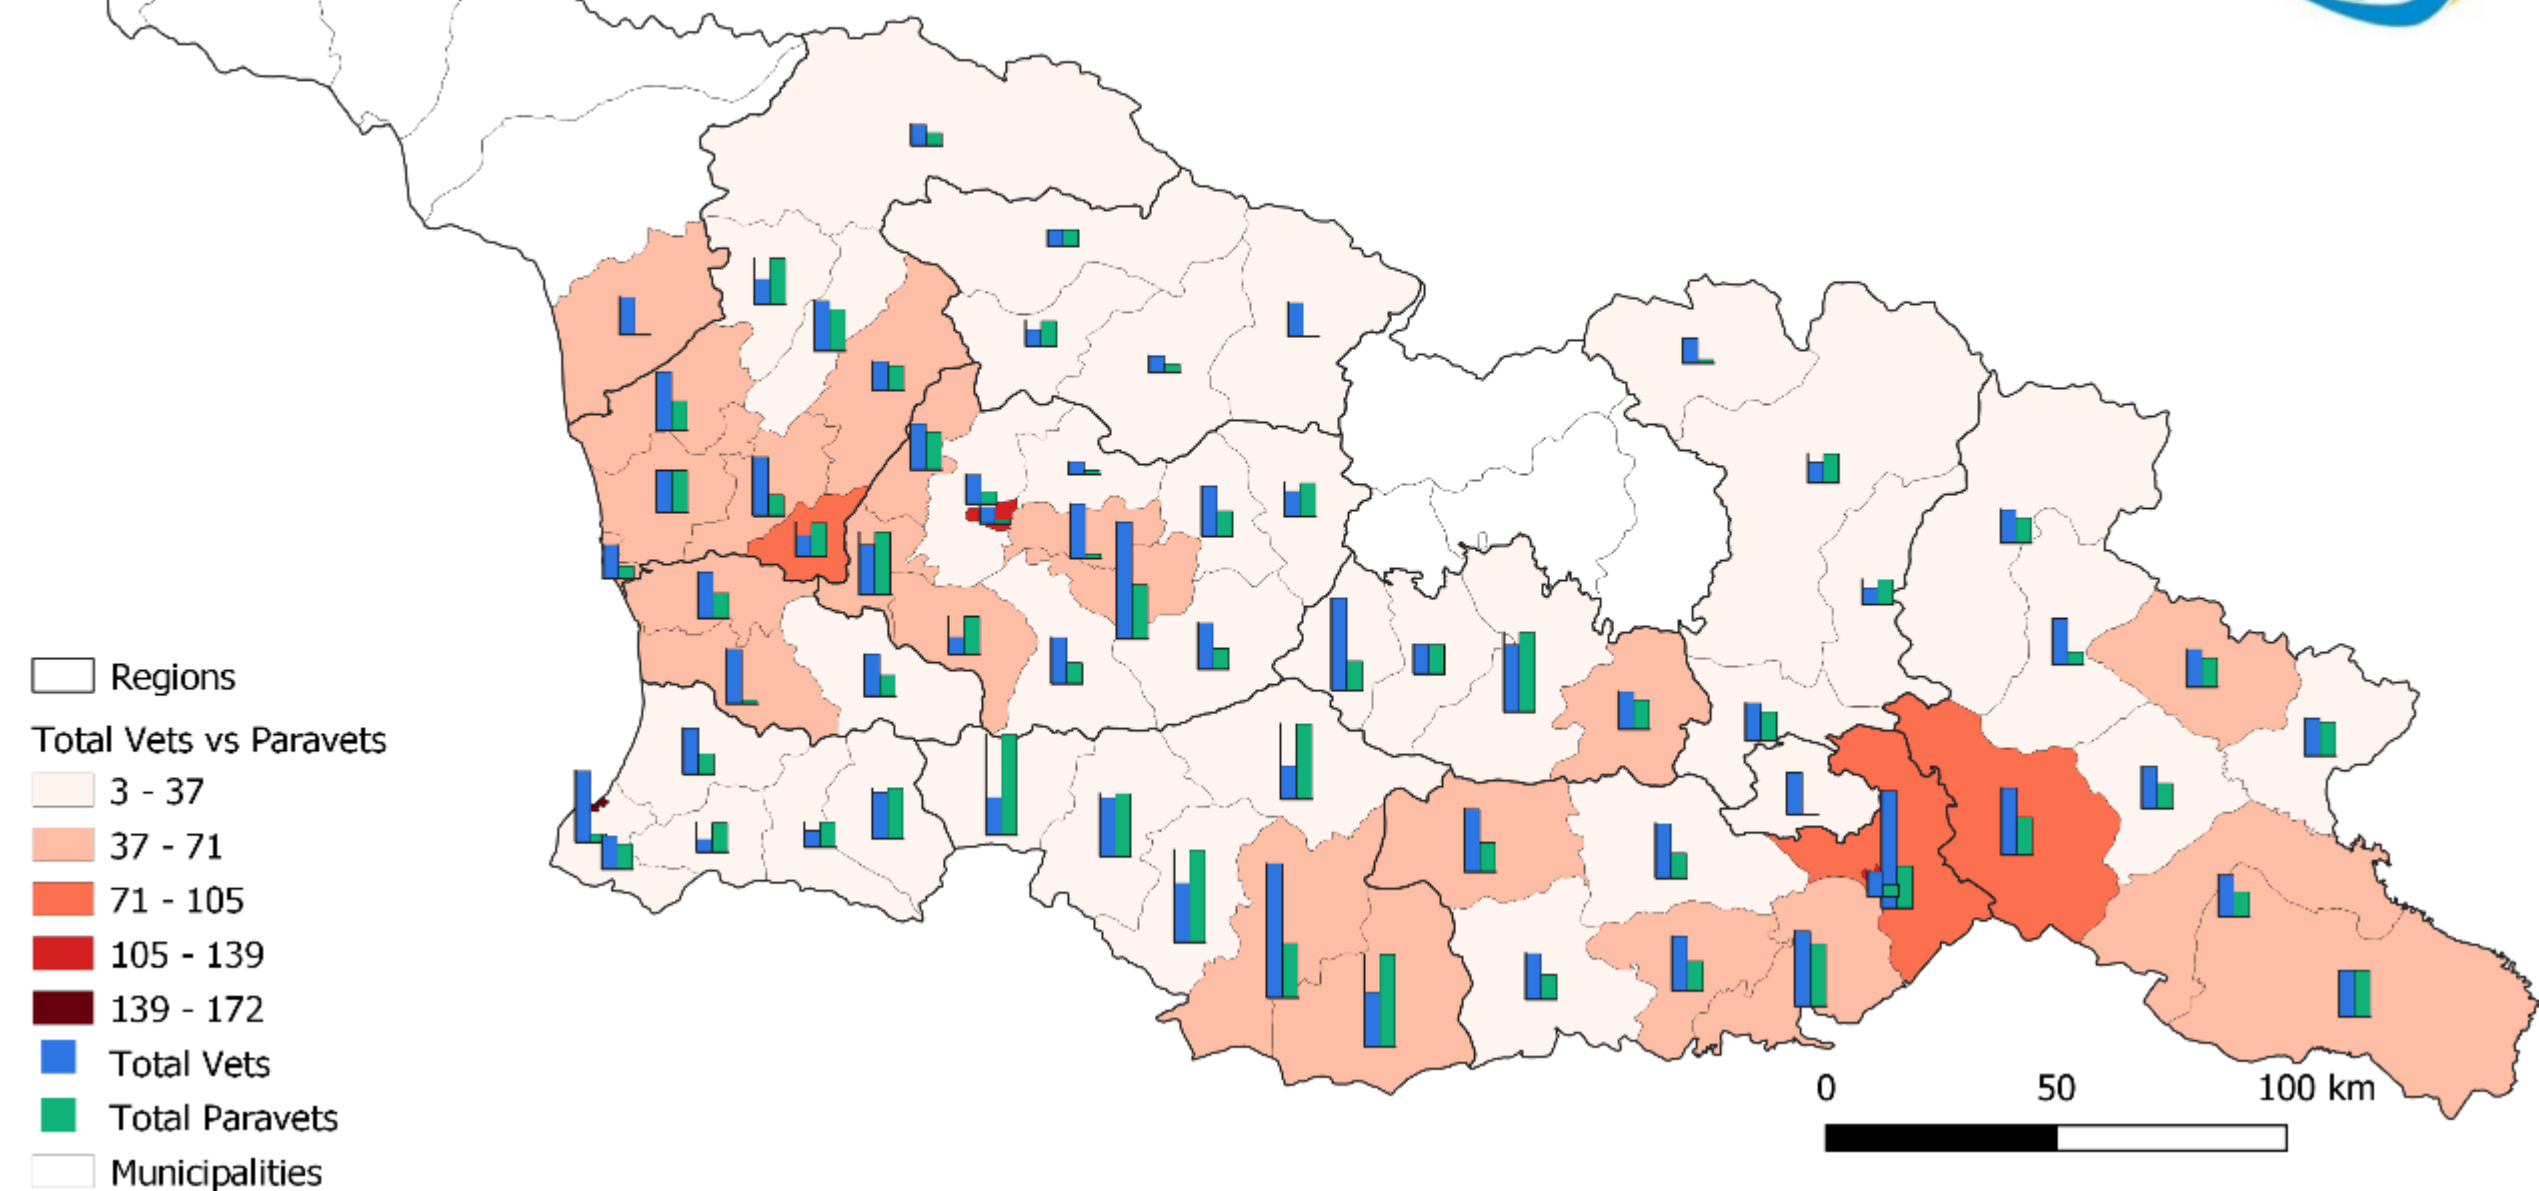 Regions
Total Vets vs Paravets
3 - 37
37 - 71
71 - 105
105 - 139
139 - 172
Total Vets
Total Paravets
Municipalities
0 50 100 km